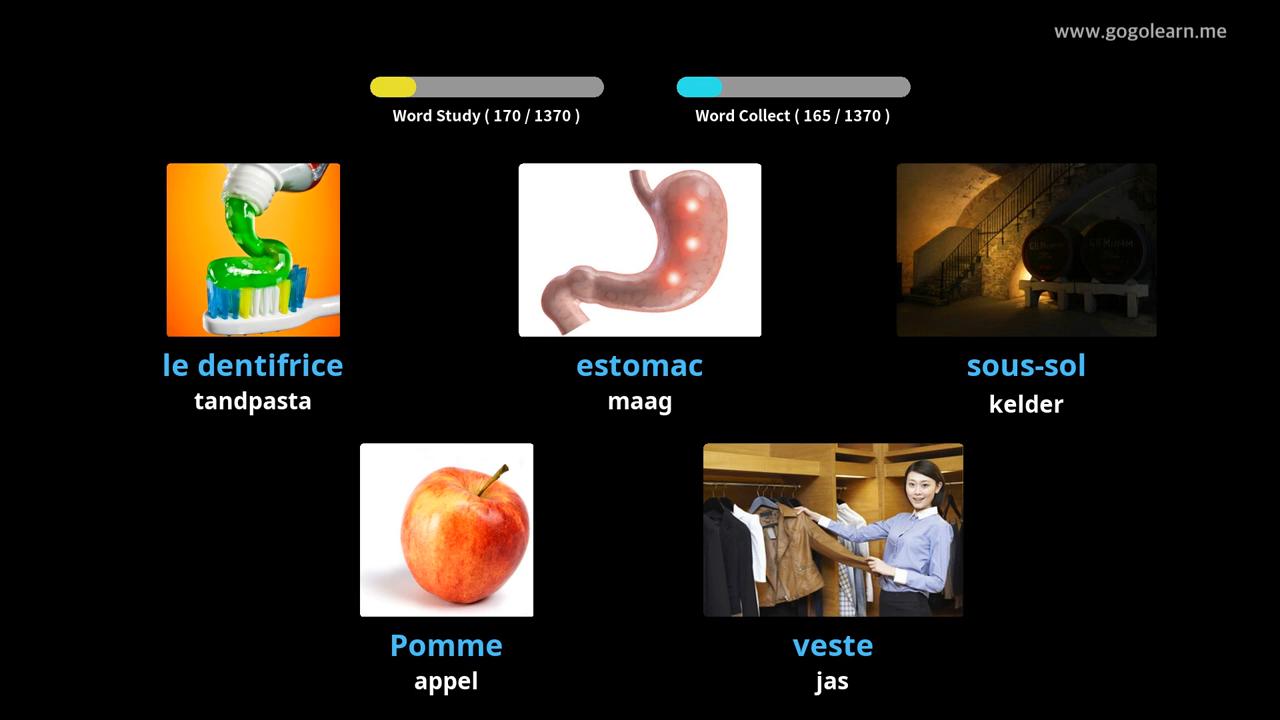 www.gogolearn.me
Word Study ( 170 / 1370 )
Word Collect ( 165 / 1370 )
le dentifrice
tandpasta
estomac
maag
sous-sol
kelder
Pomme
appel
veste
jas